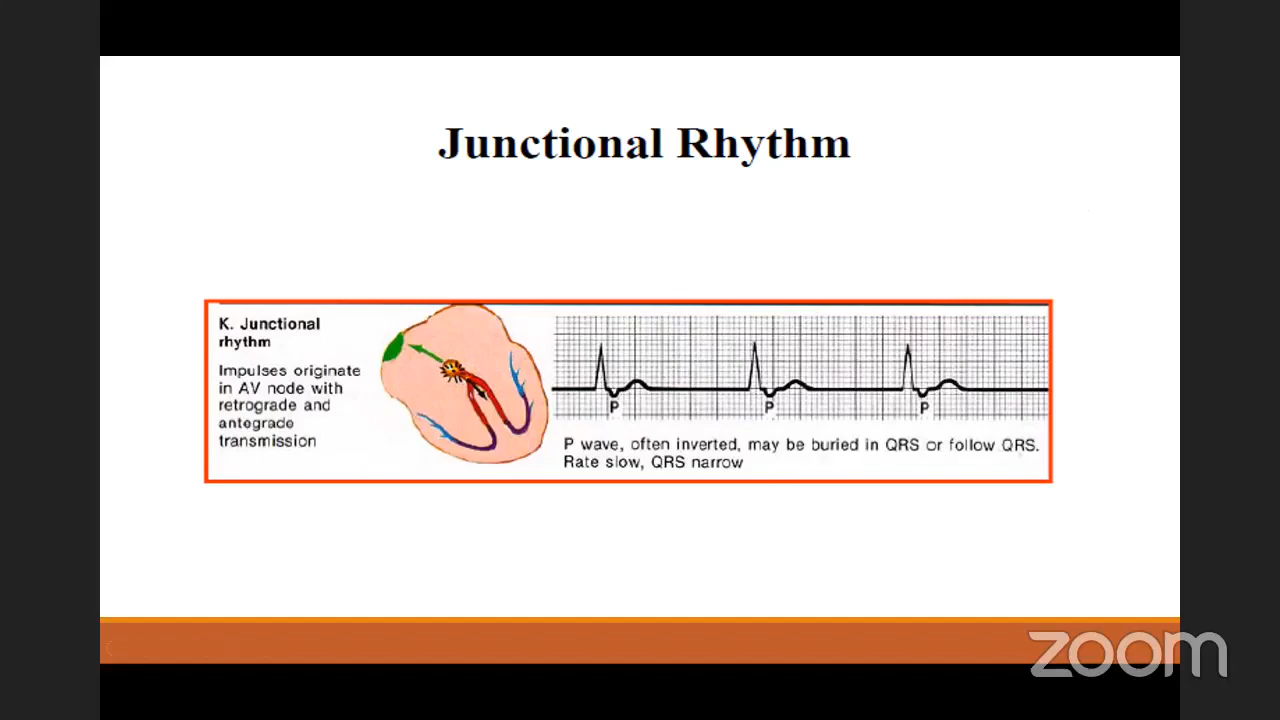 Junctional Rhythm
K. Junctional
rhythm
Impulses originate
in AV node with
retrograde and
antegrade
transmission
P
P
P
P wave, often inverted, may be buried in QRS or follow QRS.
Rate slow, QRS narrow
zoom